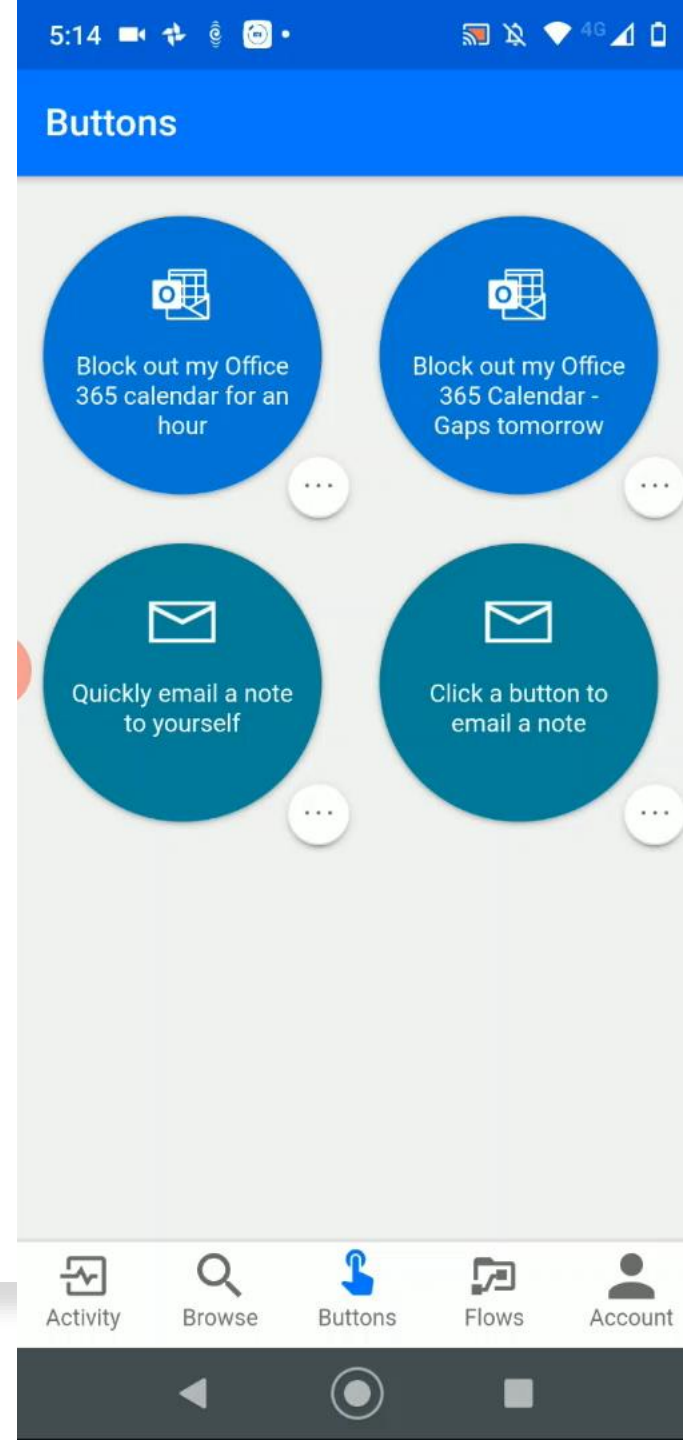 5:14
4G
Buttons
Block out my Office
365 calendar for an
hour
Block out my Office
365 Calendar -
Gaps tomorrow
Quickly email a note
to yourself
Click a button to
email a note
Activity
Browse
Buttons
Flows
Account